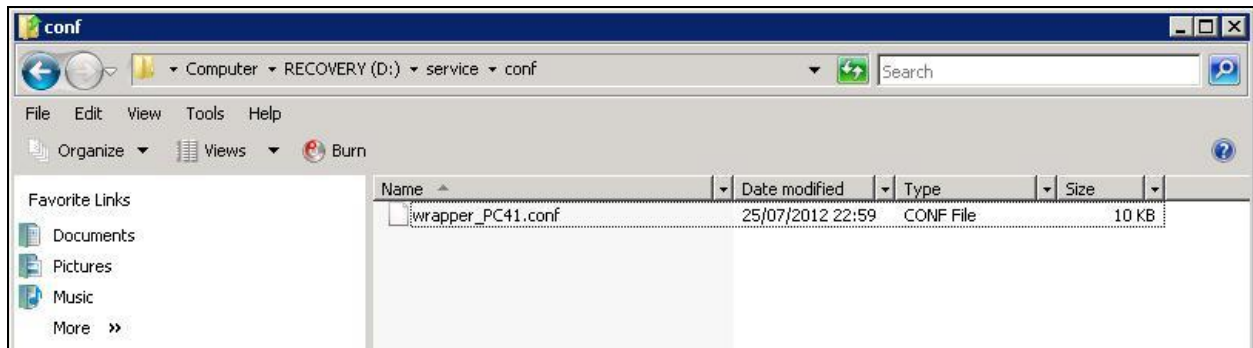 conf
Computer RECOVERY (D:) service conf
Search
File Edit View Tools Help
Organize Views Burn
Favorite Links
Documents
Pictures
Music
More »
Name Date modified Type Size
wrapper_PC41.conf 25/07/2012 22:59 CONF File 10 KB